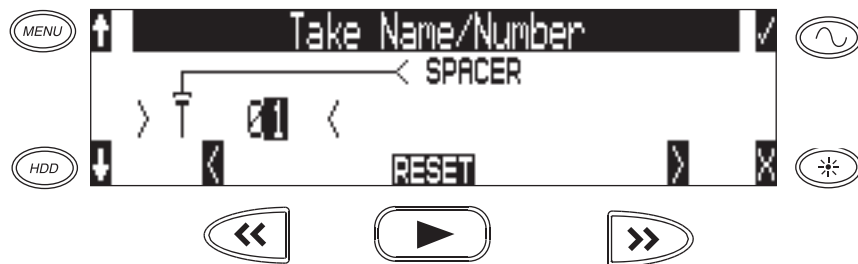 MENU
Take Name/Number
SPACER
T 01
HDD
RESET